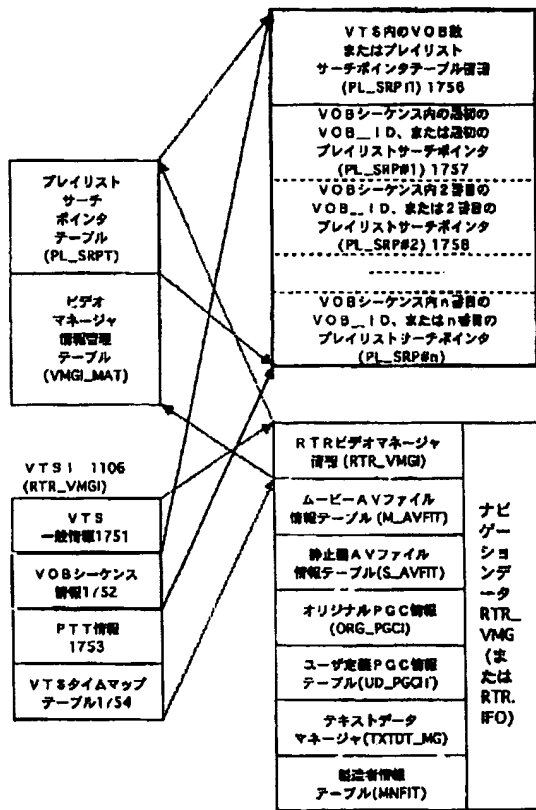 VTS内のVOB数
またはプレイリスト
サーチポインタテーブル情報
(PL_SRPTI) 1756
VOBシーケンス内の最初の
VOB_ID、または最初の
プレイリストサーチポインタ
(PL_SRP#1) 1757
VOBシーケンス内2番目の
VOB_ID、または2番目の
プレイリストサーチポインタ
(PL_SRP#2) 1758
VOBシーケンス内n番目の
VOB_ID、またはn番目の
プレイリストサーチポインタ
(PL_SRP#n)
プレイリスト
サーチ
ポインタ
テーブル
(PL_SRPT)
ビデオ
マネージャ
情報管理
テーブル
(VMGI_MAT)
VTSI 1106
(RTR_VMGI)
VTS
一般情報1751
VOBシーケンス
情報1752
PTT情報
1753
VTSタイムマップ
テーブル1754
RTRビデオマネージャ
情報 (RTR_VMGI)
ムービーAVファイル
情報テーブル (M_AVFIT)
静止画AVファイル
情報テーブル(S_AVFIT)
オリジナルPGC情報
(ORG_PGCI)
ユーザ定義PGC情報
テーブル(UD_PGCIT)
テキストデータ
マネージャ(TXTDT_MG)
製造者情報
テーブル(MNFIT)
ナビ
ゲー
ショ
ンデ
ータ
RTR_
VMG
(ま
たは
RTR.
IFO)